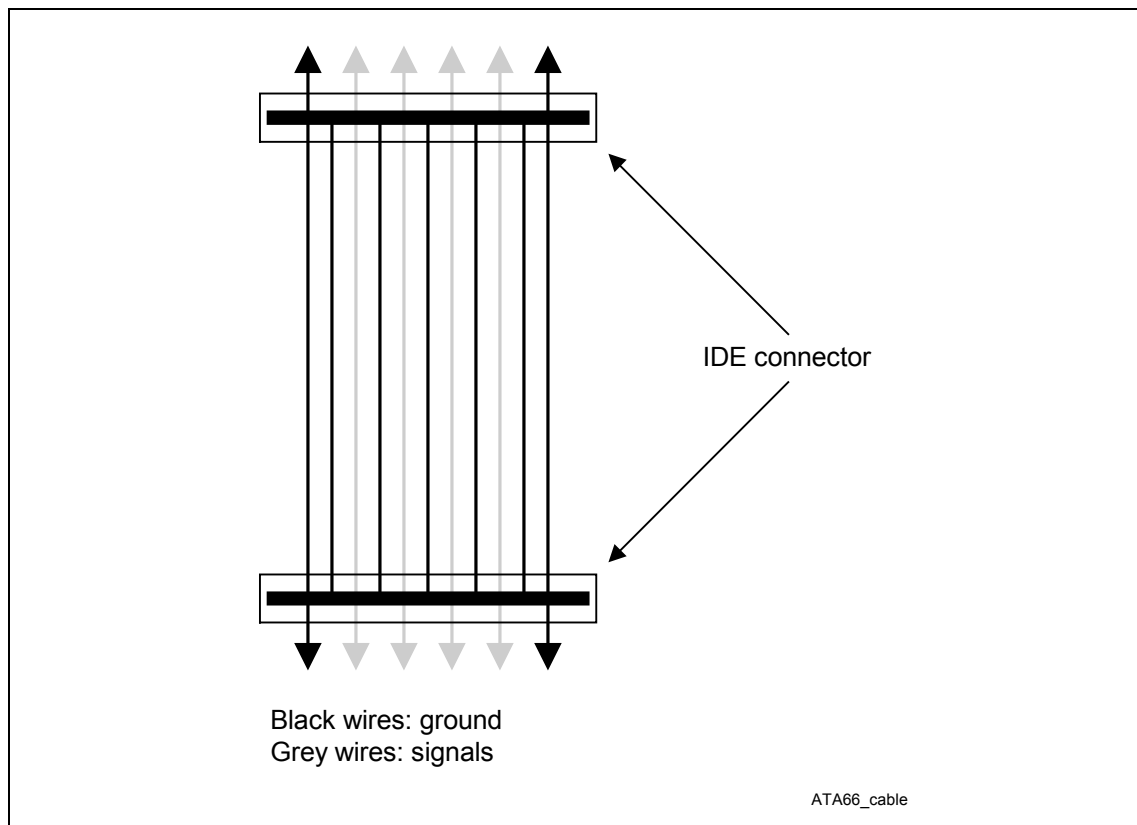 IDE connector
Black wires: ground
Grey wires: signals
ATA66_cable